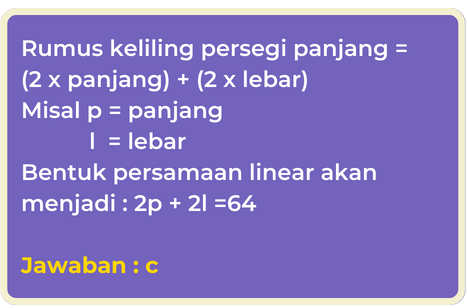 Rumus keliling persegi panjang =
(2 x panjang) + (2 x lebar)
Misal p = panjang
l = lebar
Bentuk persamaan linear akan
menjadi : 2p + 2l =64
Jawaban : c